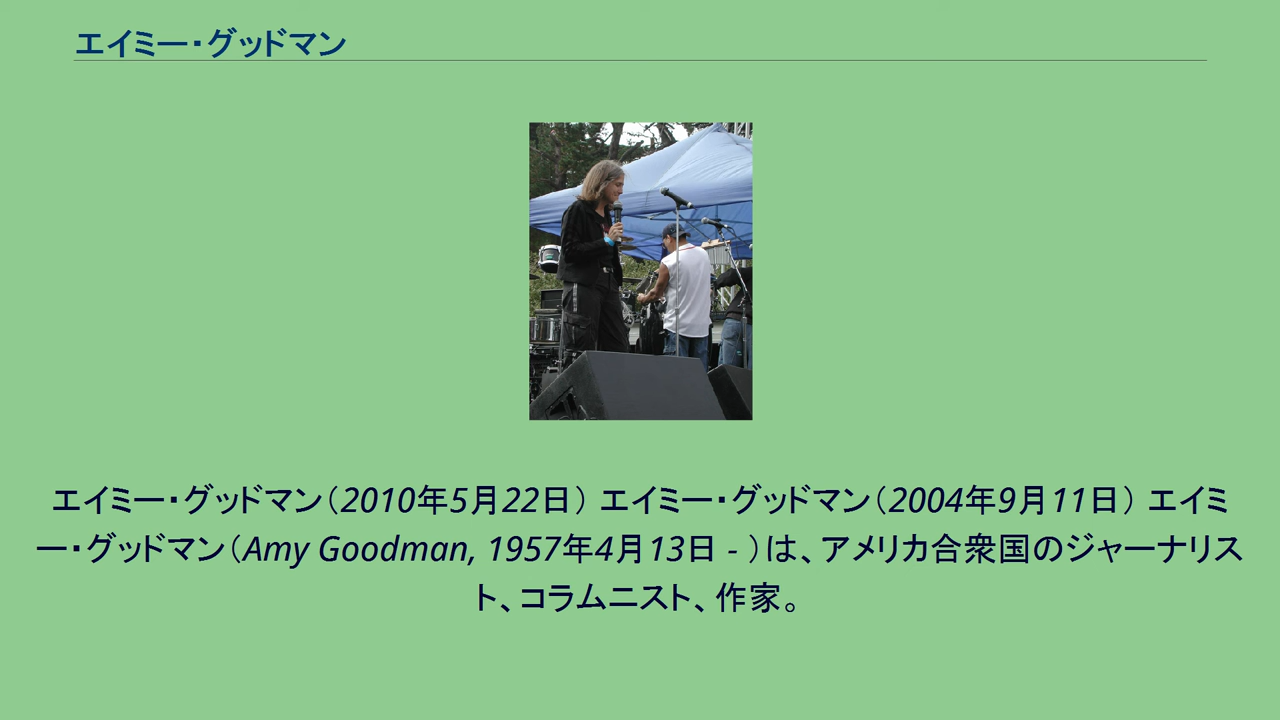 エイミー・グッドマン
エイミー・グッドマン（2010年5月22日） エイミー・グッドマン（2004年9月11日） エイミ
ー・グッドマン（Amy Goodman, 1957年4月13日 - ）は、アメリカ合衆国のジャーナリス
ト、コラムニスト、作家。